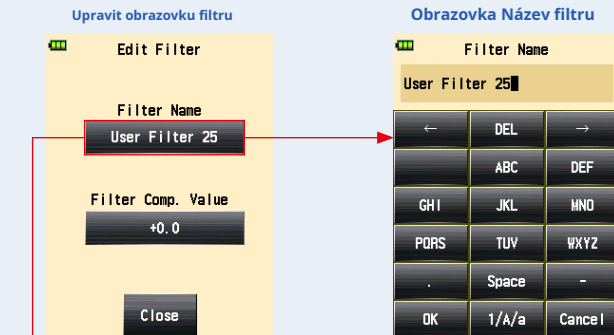 Upravit obrazovku filtru
Edit Filter
Filter Name
User Filter 25
Filter Comp. Value
+0.0
Close
Obrazovka Název filtru
Filter Name
User Filter 25
← DEL →
ABC DEF
GHI JKL MNO
PQRS TUV WXYZ
. Space -
OK 1/A/a Cancel